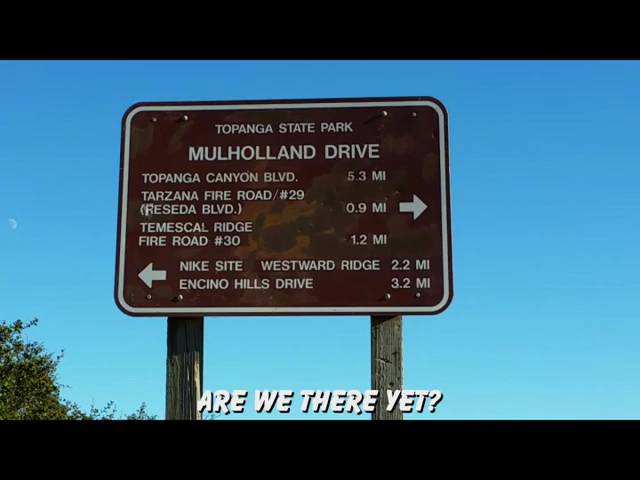 TOPANGA STATE PARK
MULHOLLAND DRIVE
TOPANGA CANYON BLVD. 5.3 MI
TARZANA FIRE ROAD/#29
(RESEDA BLVD.) 0.9 MI
TEMESCAL RIDGE
FIRE ROAD #30 1.2 MI
NIKE SITE WESTWARD RIDGE 2.2 MI
ENCINO HILLS DRIVE 3.2 MI
ARE WE THERE YET?